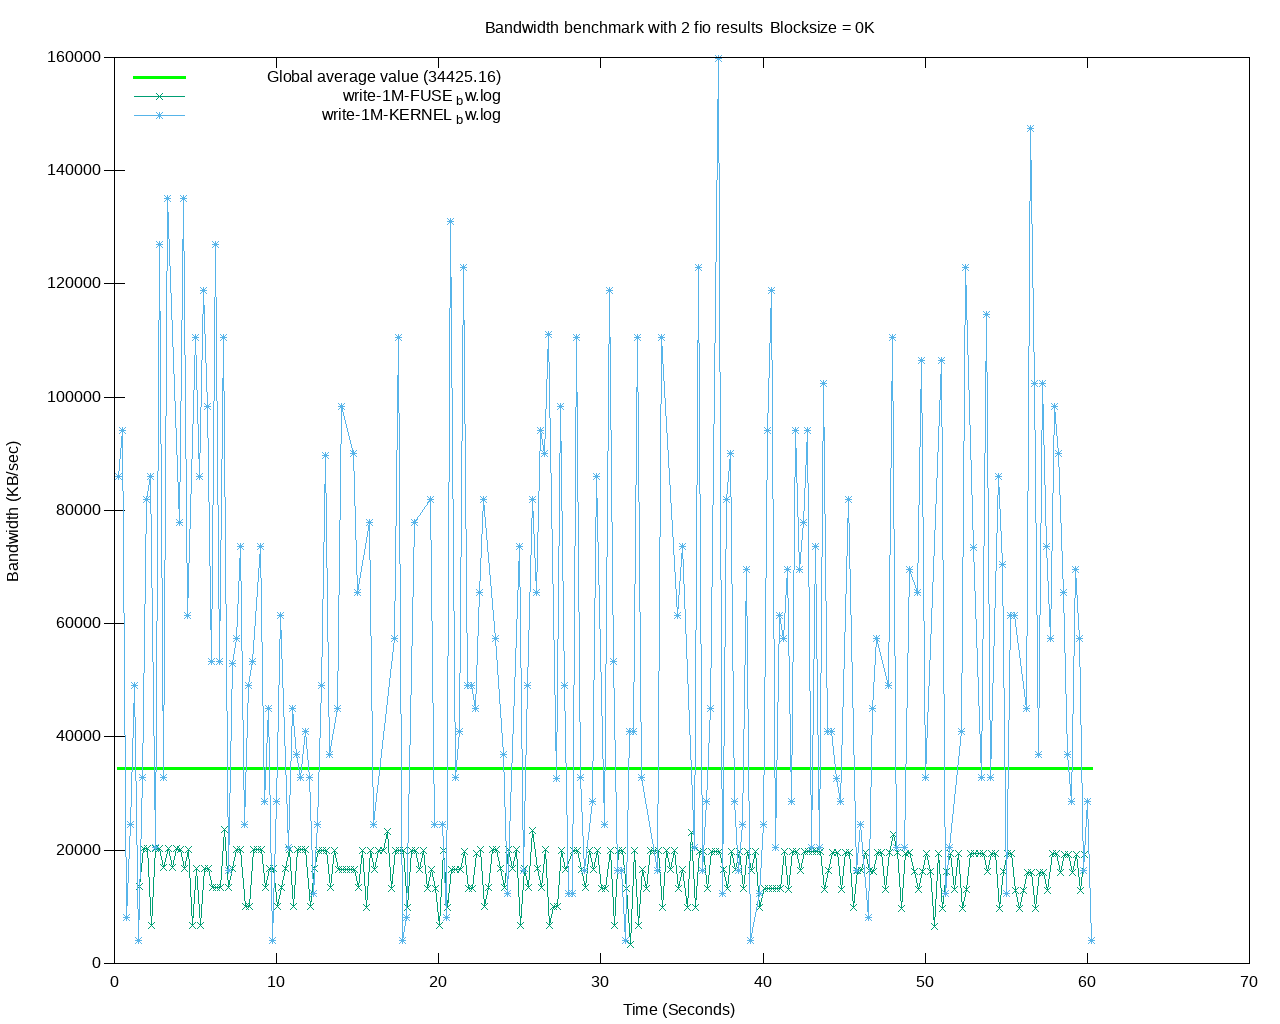 Bandwidth benchmark with 2 fio results Blocksize = 0K
160000
140000
120000
100000
80000
60000
40000
20000
0
Bandwidth (KB/sec)
Global average value (34425.16)
write-1M-FUSE bw.log
write-1M-KERNEL bw.log
0 10 20 30 40 50 60 70
Time (Seconds)